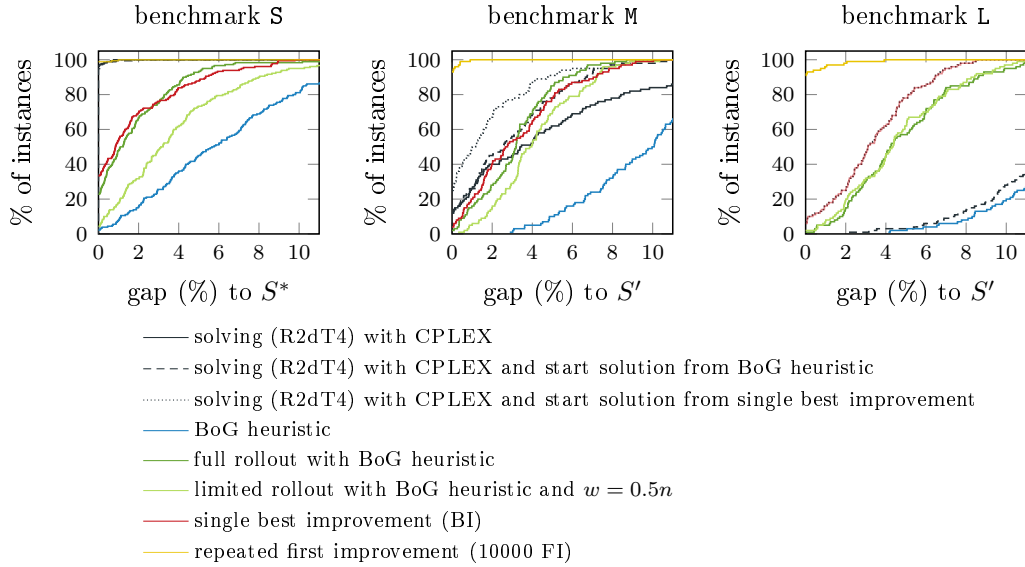 benchmark S benchmark M benchmark L
100 100 100
80 80 80
60 60 60
40 40 40
20 20 20
0 0 0
% of instances % of instances % of instances
0 2 4 6 8 10 0 2 4 6 8 10 0 2 4 6 8 10
gap (%) to S* gap (%) to S′ gap (%) to S′
solving (R2dT4) with CPLEX
solving (R2dT4) with CPLEX and start solution from BoG heuristic
solving (R2dT4) with CPLEX and start solution from single best improvement
BoG heuristic
full rollout with BoG heuristic
limited rollout with BoG heuristic and w = 0.5n
single best improvement (BI)
repeated first improvement (10000 FI)